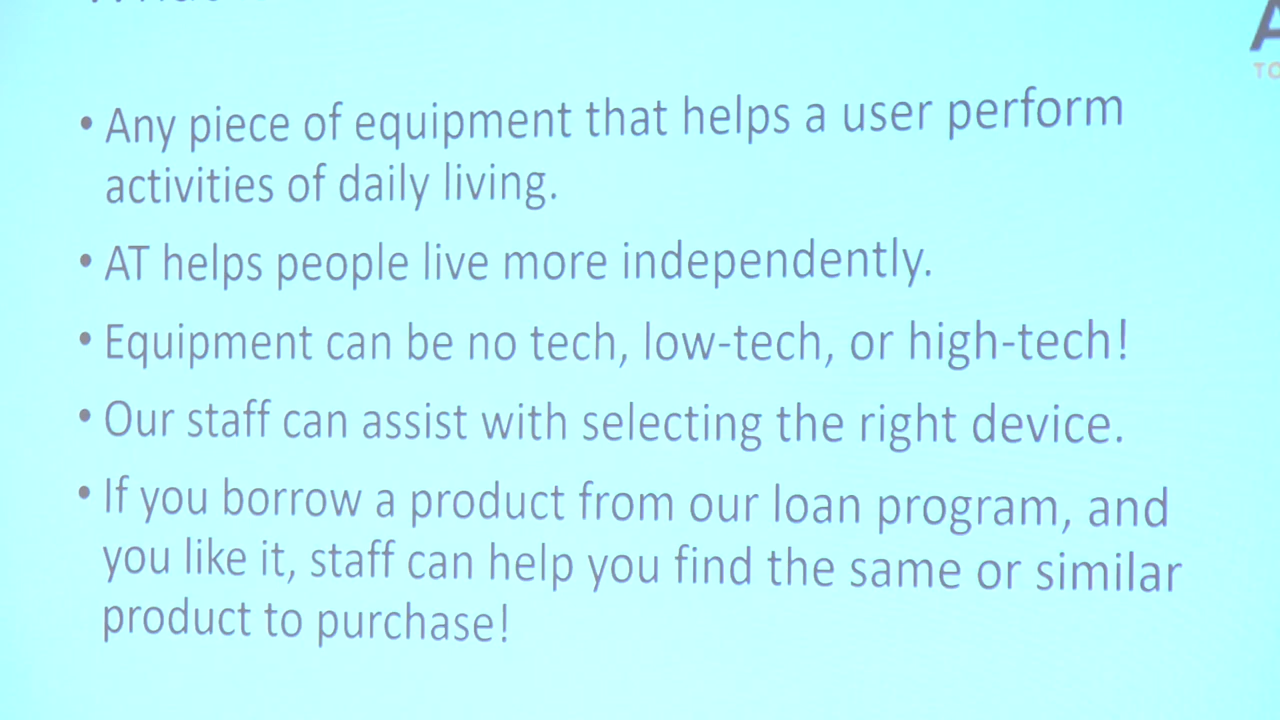 • Any piece of equipment that helps a user perform
activities of daily living.
• AT helps people live more independently.
• Equipment can be no tech, low-tech, or high-tech!
• Our staff can assist with selecting the right device.
• If you borrow a product from our loan program, and
you like it, staff can help you find the same or similar
product to purchase!